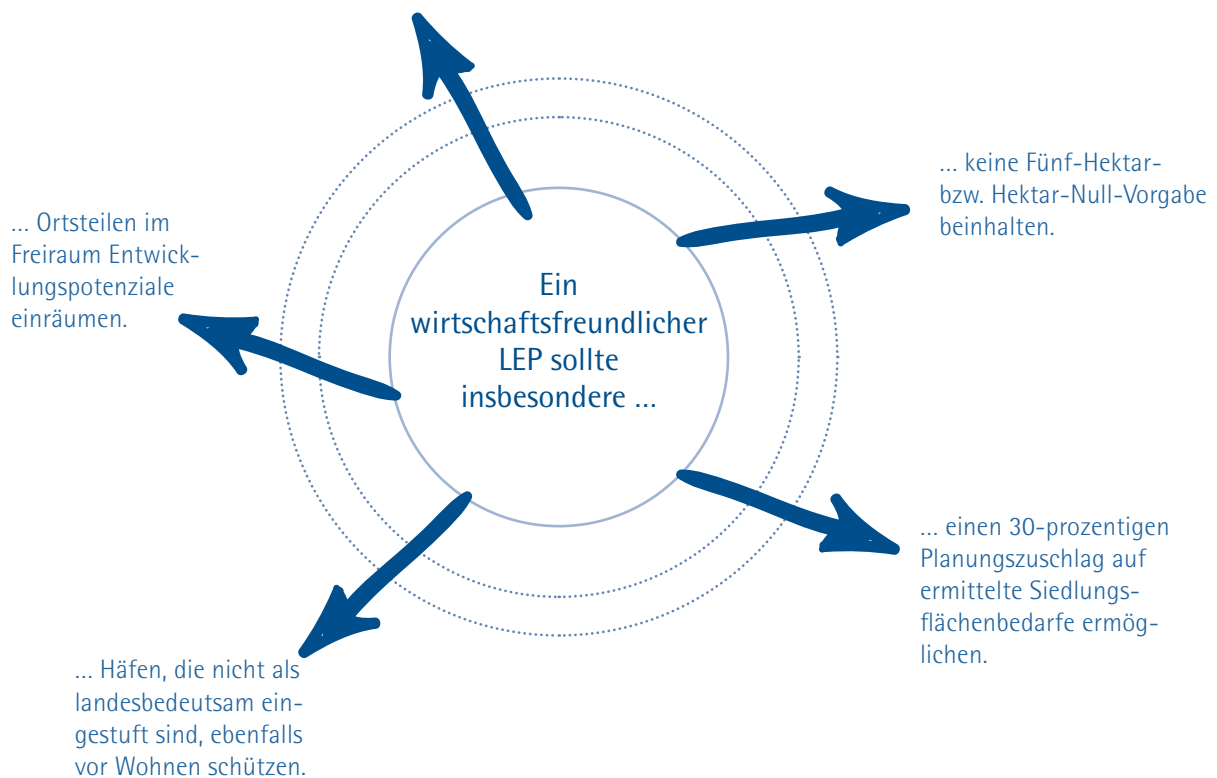 ... keine Fünf-Hektar-
bzw. Hektar-Null-Vorgabe
beinhalten.
... Ortsteilen im
Freiraum Entwick-
lungspotenziale
einräumen.
Ein
wirtschaftsfreundlicher
LEP sollte
insbesondere ...
... einen 30-prozentigen
Planungszuschlag auf
ermittelte Siedlungs-
flächenbedarfe ermög-
lichen.
... Häfen, die nicht als
landesbedeutsam ein-
gestuft sind, ebenfalls
vor Wohnen schützen.